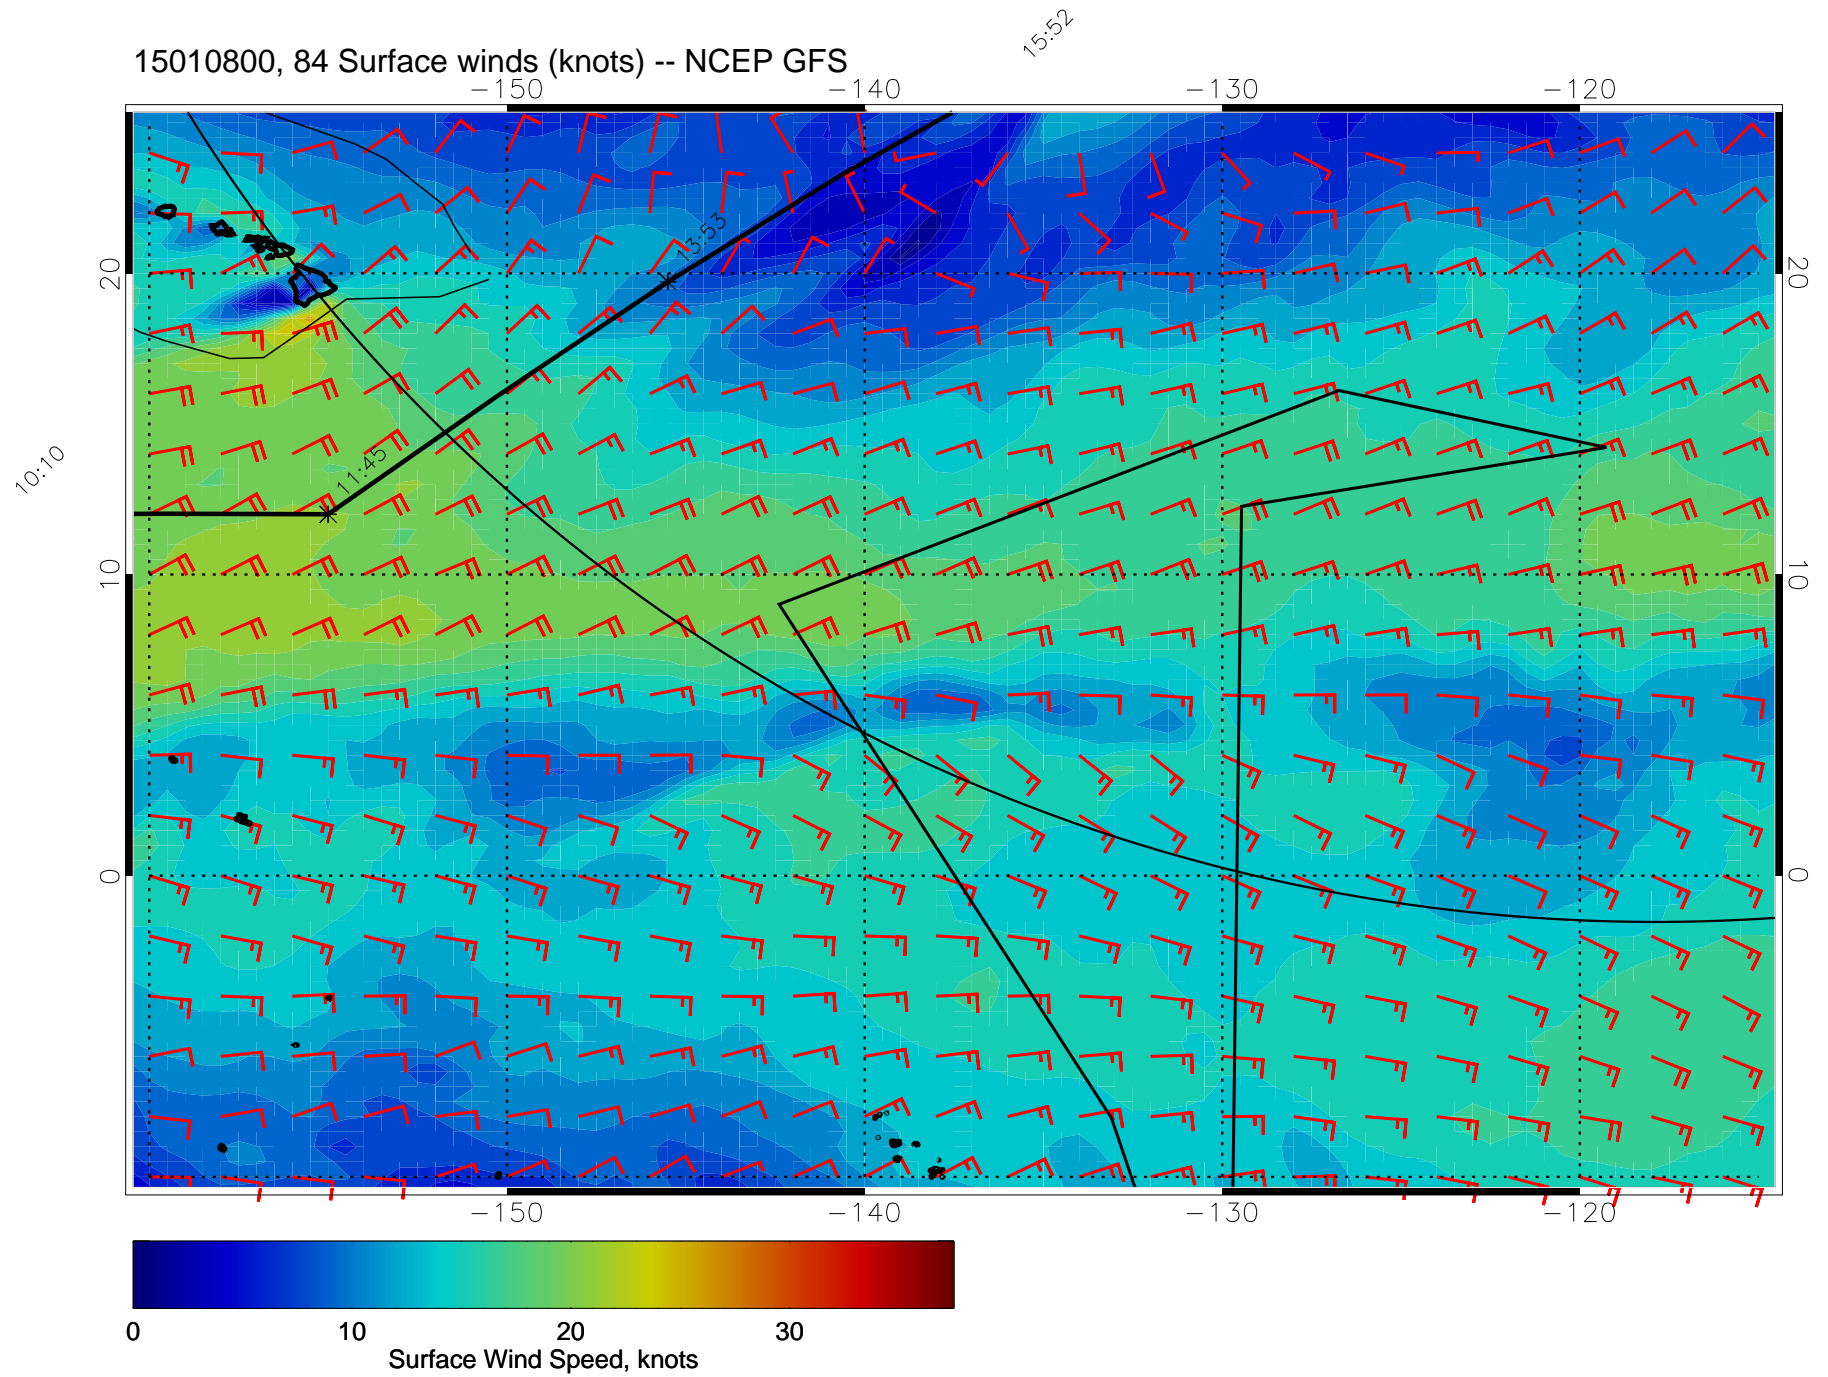 15:52
15010800, 84 Surface winds (knots) -- NCEP GFS
-150 -140 -130 -120
13:53
20 20
11:45
10:10
10 10
0 0
-150 -140 -130 -120
0 10 20 30
Surface Wind Speed, knots